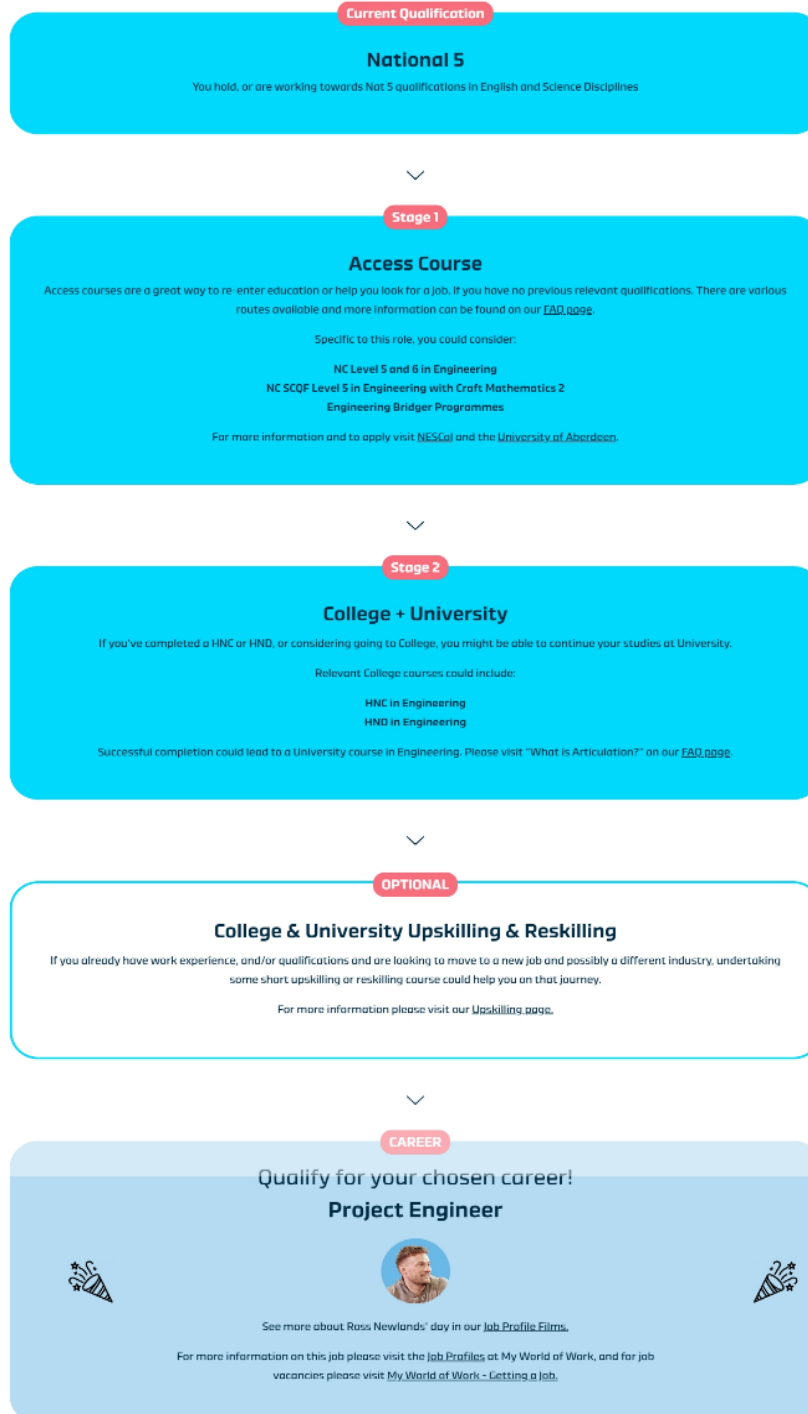 Current Qualification
National 5
You hold, or are working towards Nat 5 qualifications in English and Science Disciplines
Stage 1
Access Course
Access courses are a great way to re-enter education or help you look for a job. If you have no previous relevant qualifications. There are various
routes available and more information can be found on our FAQ page.
Specific to this role, you could consider:
NC Level 5 and 6 in Engineering
NC SCQF Level 5 in Engineering with Craft Mathematics 2
Engineering Bridger Programmes
For more information and to apply visit NESCol and the University of Aberdeen.
Stage 2
College + University
If you've completed a HNC or HND, or considering going to College, you might be able to continue your studies at University.
Relevant College courses could include:
HNC in Engineering
HND in Engineering
Successful completion could lead to a University course in Engineering. Please visit "What is Articulation?" on our FAQ page.
OPTIONAL
College & University Upskilling & Reskilling
If you already have work experience, and/or qualifications and are looking to move to a new job and possibly a different industry, undertaking
some short upskilling or reskilling course could help you on that journey.
For more information please visit our Upskilling page.
CAREER
Qualify for your chosen career!
Project Engineer
See more about Ross Newlands' day in our Job Profile Films.
For more information on this job please visit the Job Profiles at My World of Work, and for job
vacancies please visit My World of Work - Getting a Job.